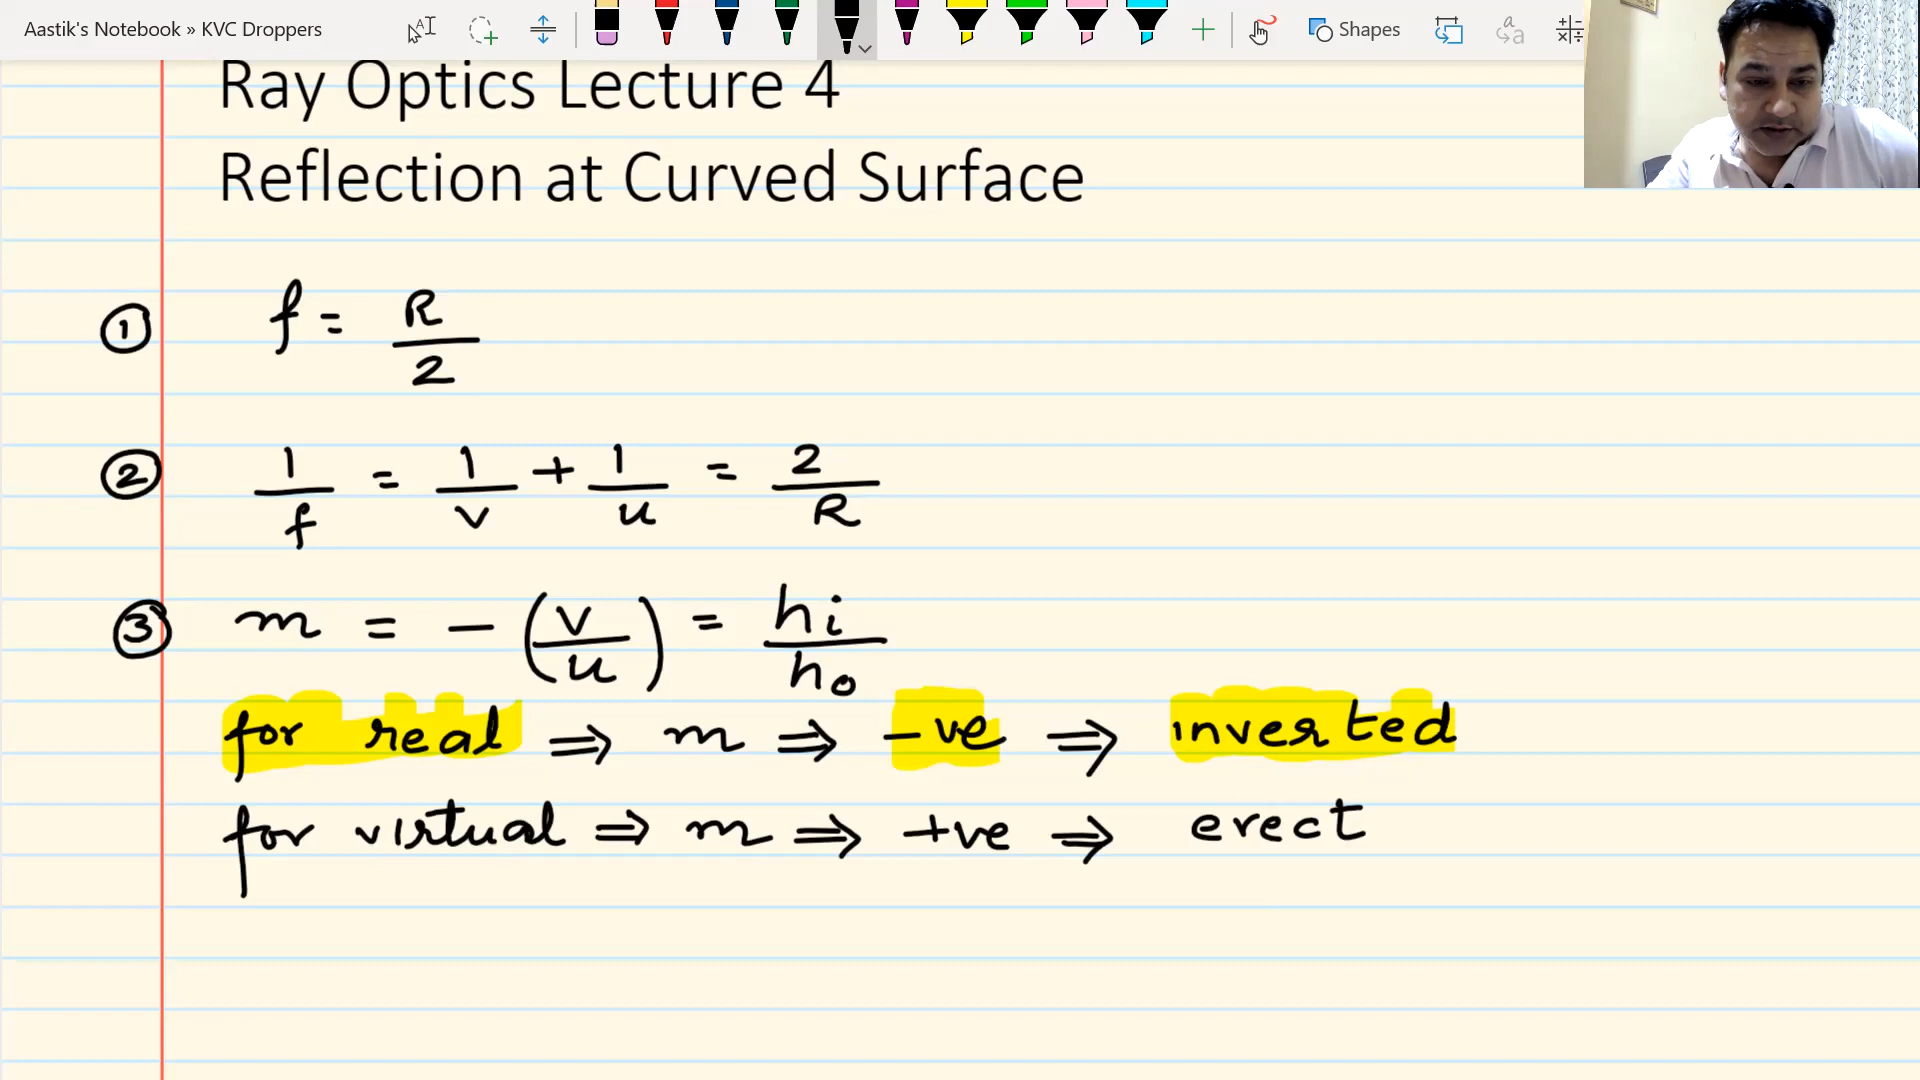 Aastik's Notebook » KVC Droppers
Shapes
Ray Optics Lecture 4
Reflection at Curved Surface
① f = R/2
② 1/f = 1/v + 1/u = 2/R
③ m = -(v/u) = hi/ho
for real ⇒ m ⇒ -ve ⇒ inverted
for virtual ⇒ m ⇒ +ve ⇒ erect